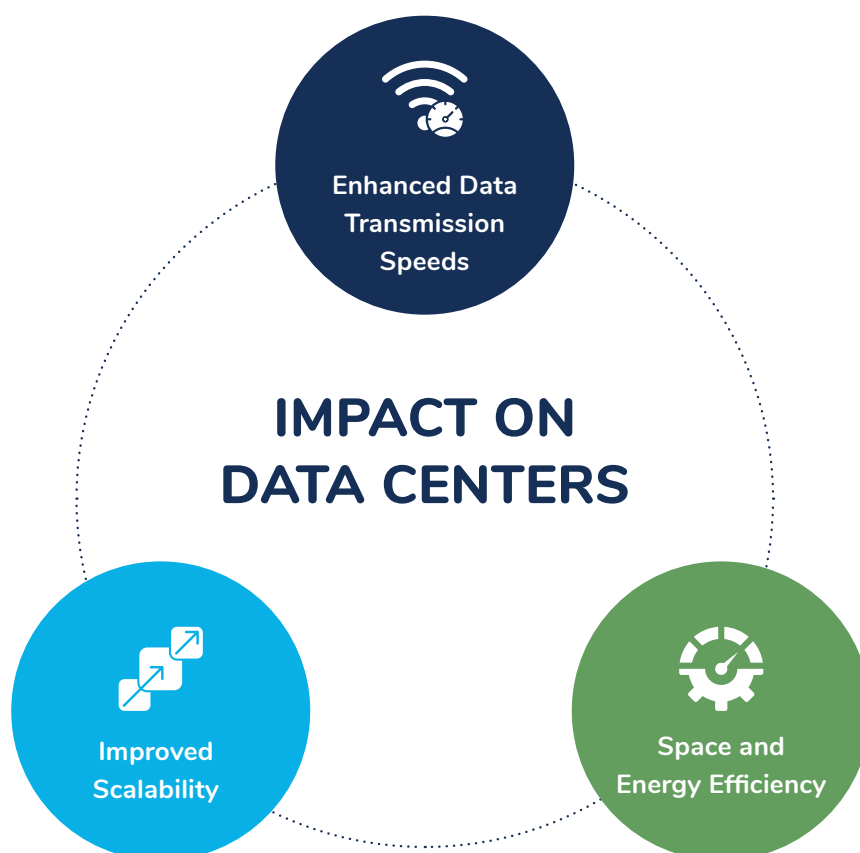 Enhanced Data
Transmission
Speeds
IMPACT ON
DATA CENTERS
Improved
Scalability
Space and
Energy Efficiency